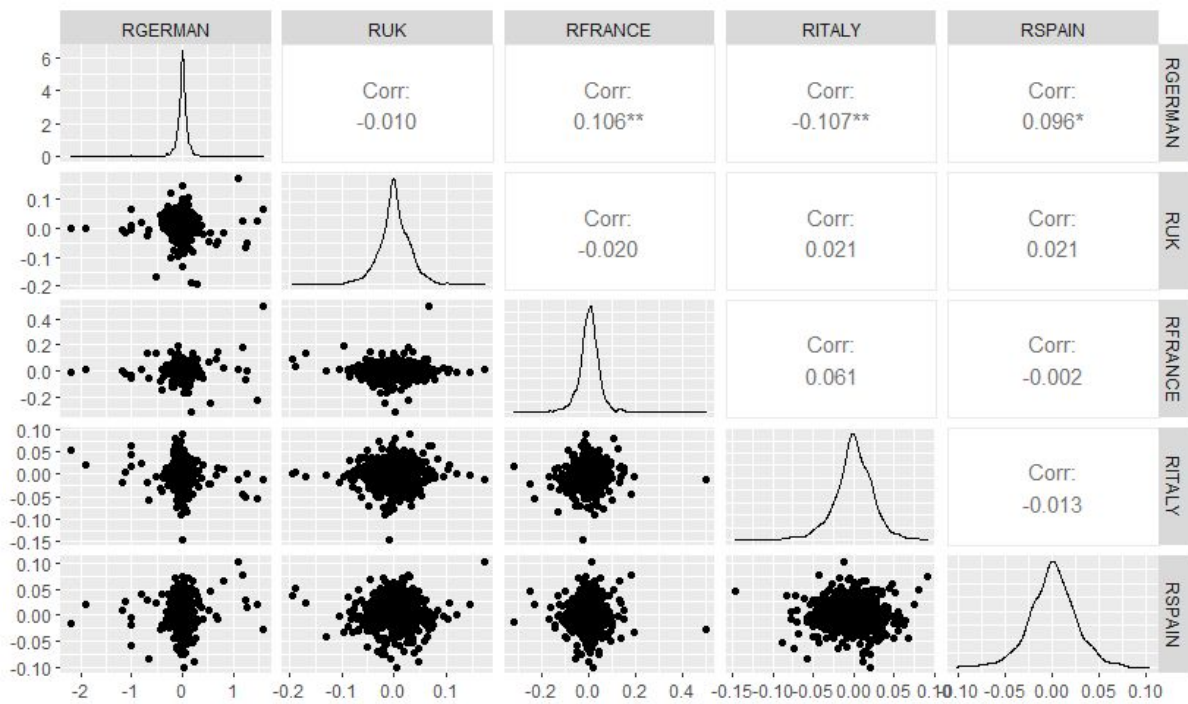 RGERMAN RUK RFRANCE RITALY RSPAIN
6
4
2
0
Corr:
-0.010
Corr:
0.106**
Corr:
-0.107**
Corr:
0.096*
RGERMAN
0.1
0.0
-0.1
-0.2
Corr:
-0.020
Corr:
0.021
Corr:
0.021
RUK
0.4
0.2
0.0
-0.2
Corr:
0.061
Corr:
-0.002
RFRANCE
0.10
0.05
0.00
-0.05
-0.10
-0.15
Corr:
-0.013
RITALY
0.10
0.05
0.00
-0.05
-0.10
RSPAIN
-2 -1 0 1 -0.2 -0.1 0.0 0.1 -0.2 0.0 0.2 0.4 -0.15 -0.10 -0.05 0.00 0.05 0.10 -0.10 -0.05 0.00 0.05 0.10